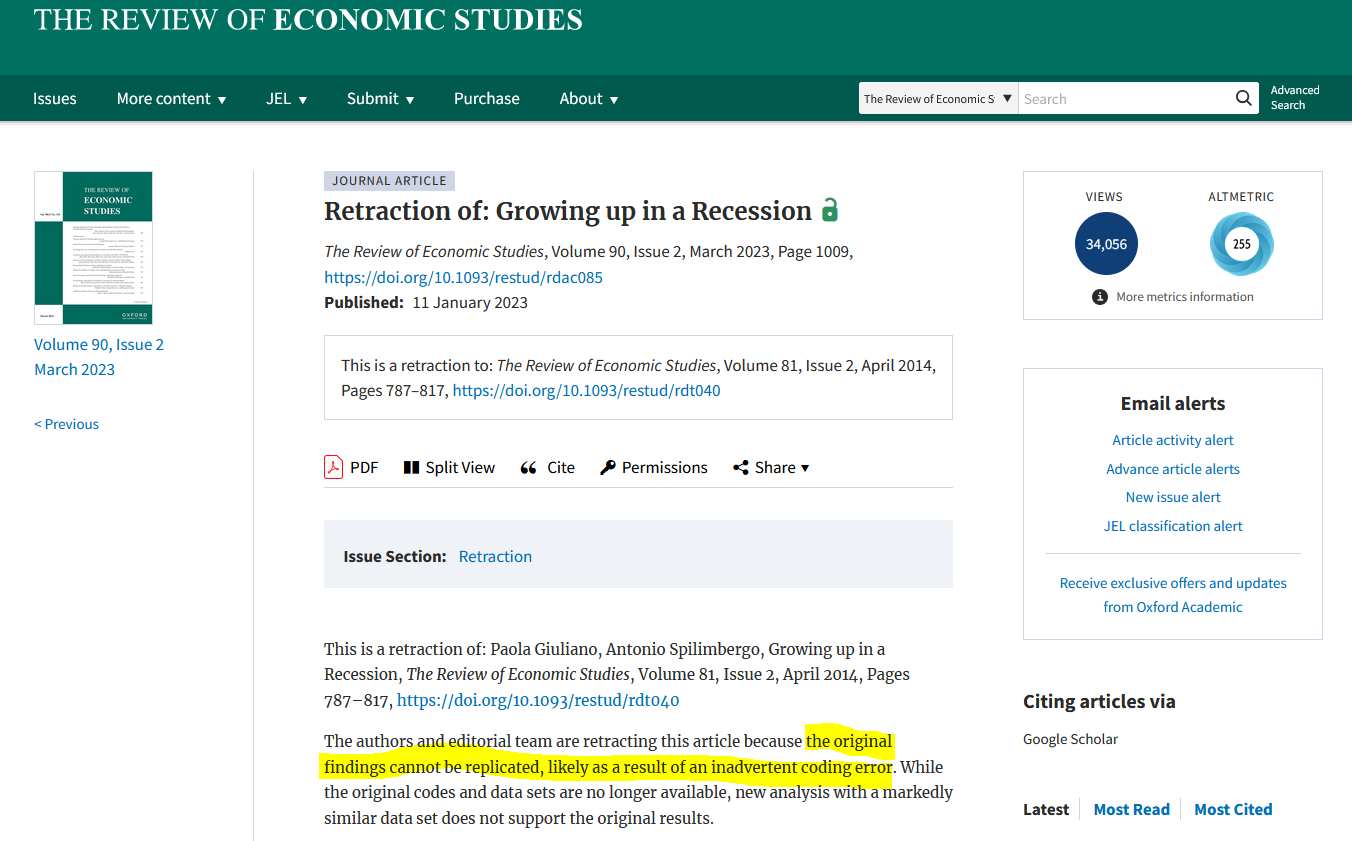 THE REVIEW OF ECONOMIC STUDIES
Issues More content ▼ JEL ▼ Submit ▼ Purchase About ▼
The Review of Economic S ▼ Search
Advanced
Search
THE REVIEW OF
ECONOMIC
STUDIES
OXFORD
Volume 90, Issue 2
March 2023
< Previous
JOURNAL ARTICLE
Retraction of: Growing up in a Recession
The Review of Economic Studies, Volume 90, Issue 2, March 2023, Page 1009,
https://doi.org/10.1093/restud/rdac085
Published: 11 January 2023
This is a retraction to: The Review of Economic Studies, Volume 81, Issue 2, April 2014,
Pages 787–817, https://doi.org/10.1093/restud/rdt040
PDF Split View Cite Permissions Share ▼
Issue Section: Retraction
This is a retraction of: Paola Giuliano, Antonio Spilimbergo, Growing up in a
Recession, The Review of Economic Studies, Volume 81, Issue 2, April 2014, Pages
787–817, https://doi.org/10.1093/restud/rdt040
The authors and editorial team are retracting this article because the original
findings cannot be replicated, likely as a result of an inadvertent coding error. While
the original codes and data sets are no longer available, new analysis with a markedly
similar data set does not support the original results.
VIEWS ALTMETRIC
34,056 255
More metrics information
Email alerts
Article activity alert
Advance article alerts
New issue alert
JEL classification alert
Receive exclusive offers and updates
from Oxford Academic
Citing articles via
Google Scholar
Latest Most Read Most Cited